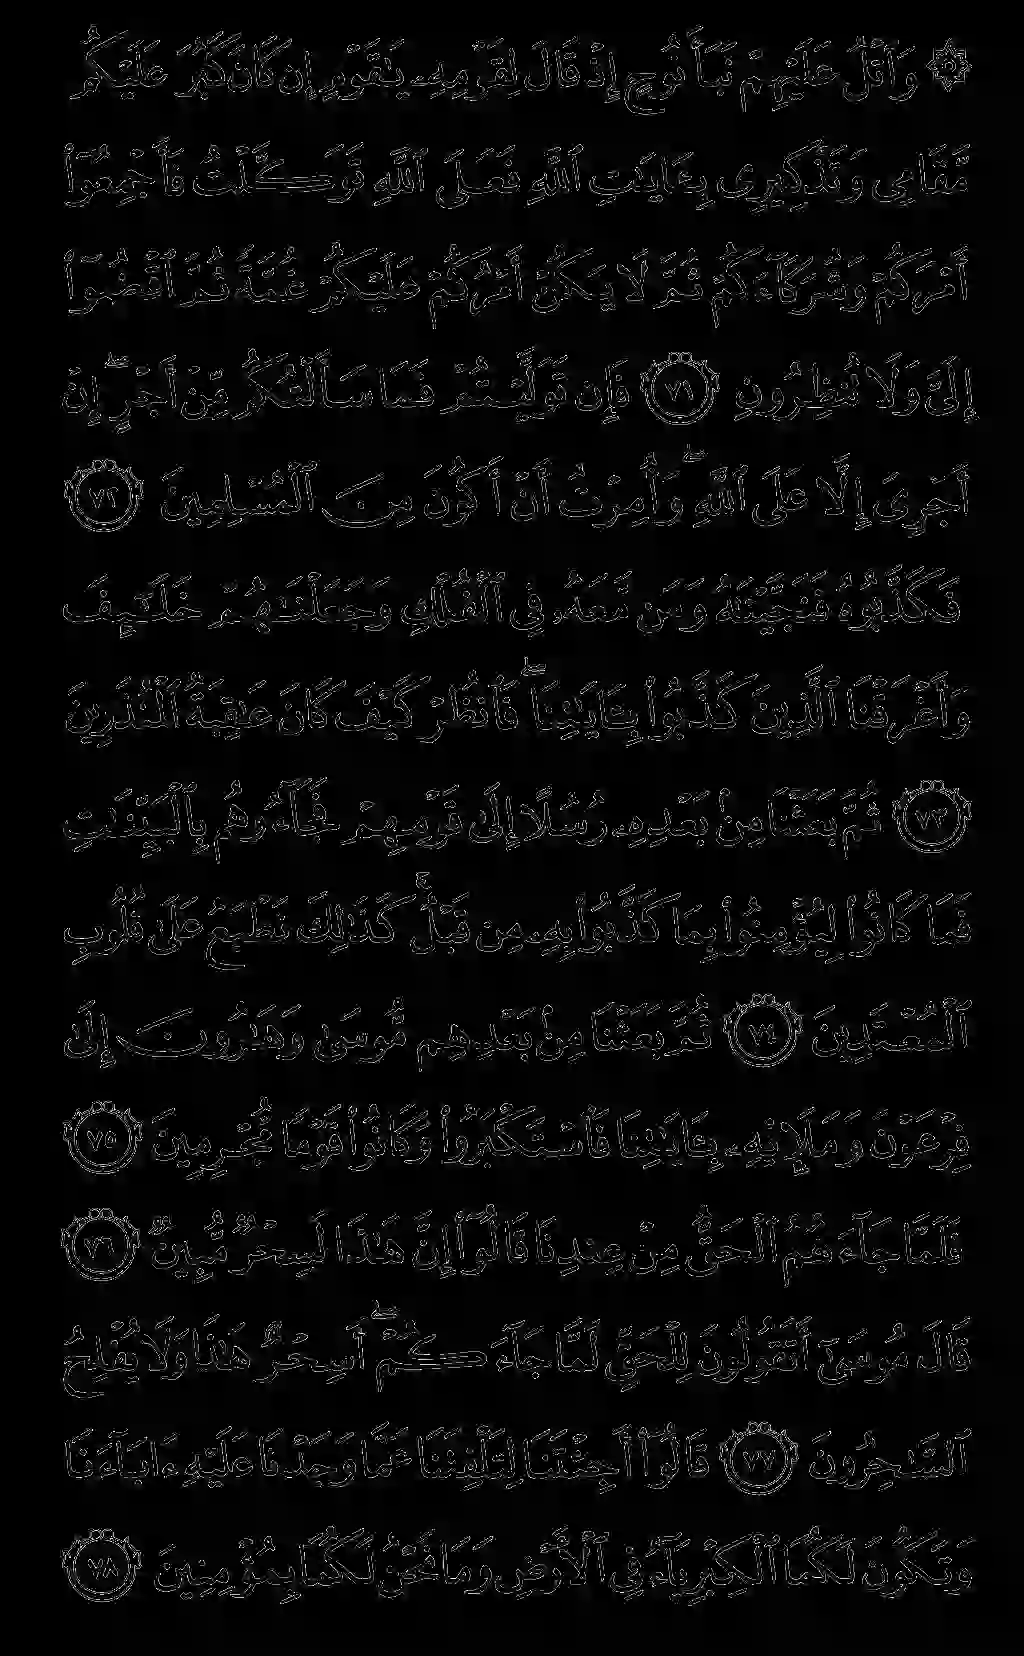 ۞ وَٱتْلُ عَلَيْهِمْ نَبَأَ نُوحٍ إِذْ قَالَ لِقَوْمِهِۦ يَـٰقَوْمِ إِن كَانَ كَبُرَ عَلَيْكُم
مَّقَامِى وَتَذْكِيرِى بِـَٔايَـٰتِ ٱللَّهِ فَعَلَى ٱللَّهِ تَوَكَّلْتُ فَأَجْمِعُوٓا۟
أَمْرَكُمْ وَشُرَكَآءَكُمْ ثُمَّ لَا يَكُنْ أَمْرُكُمْ عَلَيْكُمْ غُمَّةً ثُمَّ ٱقْضُوٓا۟
إِلَىَّ وَلَا تُنظِرُونِ ٧١ فَإِن تَوَلَّيْتُمْ فَمَا سَأَلْتُكُم مِّنْ أَجْرٍ ۖ إِنْ
أَجْرِىَ إِلَّا عَلَى ٱللَّهِ ۖ وَأُمِرْتُ أَنْ أَكُونَ مِنَ ٱلْمُسْلِمِينَ ٧٢
فَكَذَّبُوهُ فَنَجَّيْنَـٰهُ وَمَن مَّعَهُۥ فِى ٱلْفُلْكِ وَجَعَلْنَـٰهُمْ خَلَـٰٓئِفَ
وَأَغْرَقْنَا ٱلَّذِينَ كَذَّبُوا۟ بِـَٔايَـٰتِنَا ۖ فَٱنظُرْ كَيْفَ كَانَ عَـٰقِبَةُ ٱلْمُنذَرِينَ
٧٣ ثُمَّ بَعَثْنَا مِنۢ بَعْدِهِۦ رُسُلًا إِلَىٰ قَوْمِهِمْ فَجَآءُوهُم بِٱلْبَيِّنَـٰتِ
فَمَا كَانُوا۟ لِيُؤْمِنُوا۟ بِمَا كَذَّبُوا۟ بِهِۦ مِن قَبْلُ ۚ كَذَٰلِكَ نَطْبَعُ عَلَىٰ قُلُوبِ
ٱلْمُعْتَدِينَ ٧٤ ثُمَّ بَعَثْنَا مِنۢ بَعْدِهِم مُّوسَىٰ وَهَـٰرُونَ إِلَىٰ
فِرْعَوْنَ وَمَلَإِي۟هِۦ بِـَٔايَـٰتِنَا فَٱسْتَكْبَرُوا۟ وَكَانُوا۟ قَوْمًا مُّجْرِمِينَ ٧٥
فَلَمَّا جَآءَهُمُ ٱلْحَقُّ مِنْ عِندِنَا قَالُوٓا۟ إِنَّ هَـٰذَا لَسِحْرٌ مُّبِينٌ ٧٦
قَالَ مُوسَىٰٓ أَتَقُولُونَ لِلْحَقِّ لَمَّا جَآءَكُمْ ۖ أَسِحْرٌ هَـٰذَا وَلَا يُفْلِحُ
ٱلسَّـٰحِرُونَ ٧٧ قَالُوٓا۟ أَجِئْتَنَا لِتَلْفِتَنَا عَمَّا وَجَدْنَا عَلَيْهِ ءَابَآءَنَا
وَتَكُونَ لَكُمَا ٱلْكِبْرِيَآءُ فِى ٱلْأَرْضِ وَمَا نَحْنُ لَكُمَا بِمُؤْمِنِينَ ٧٨